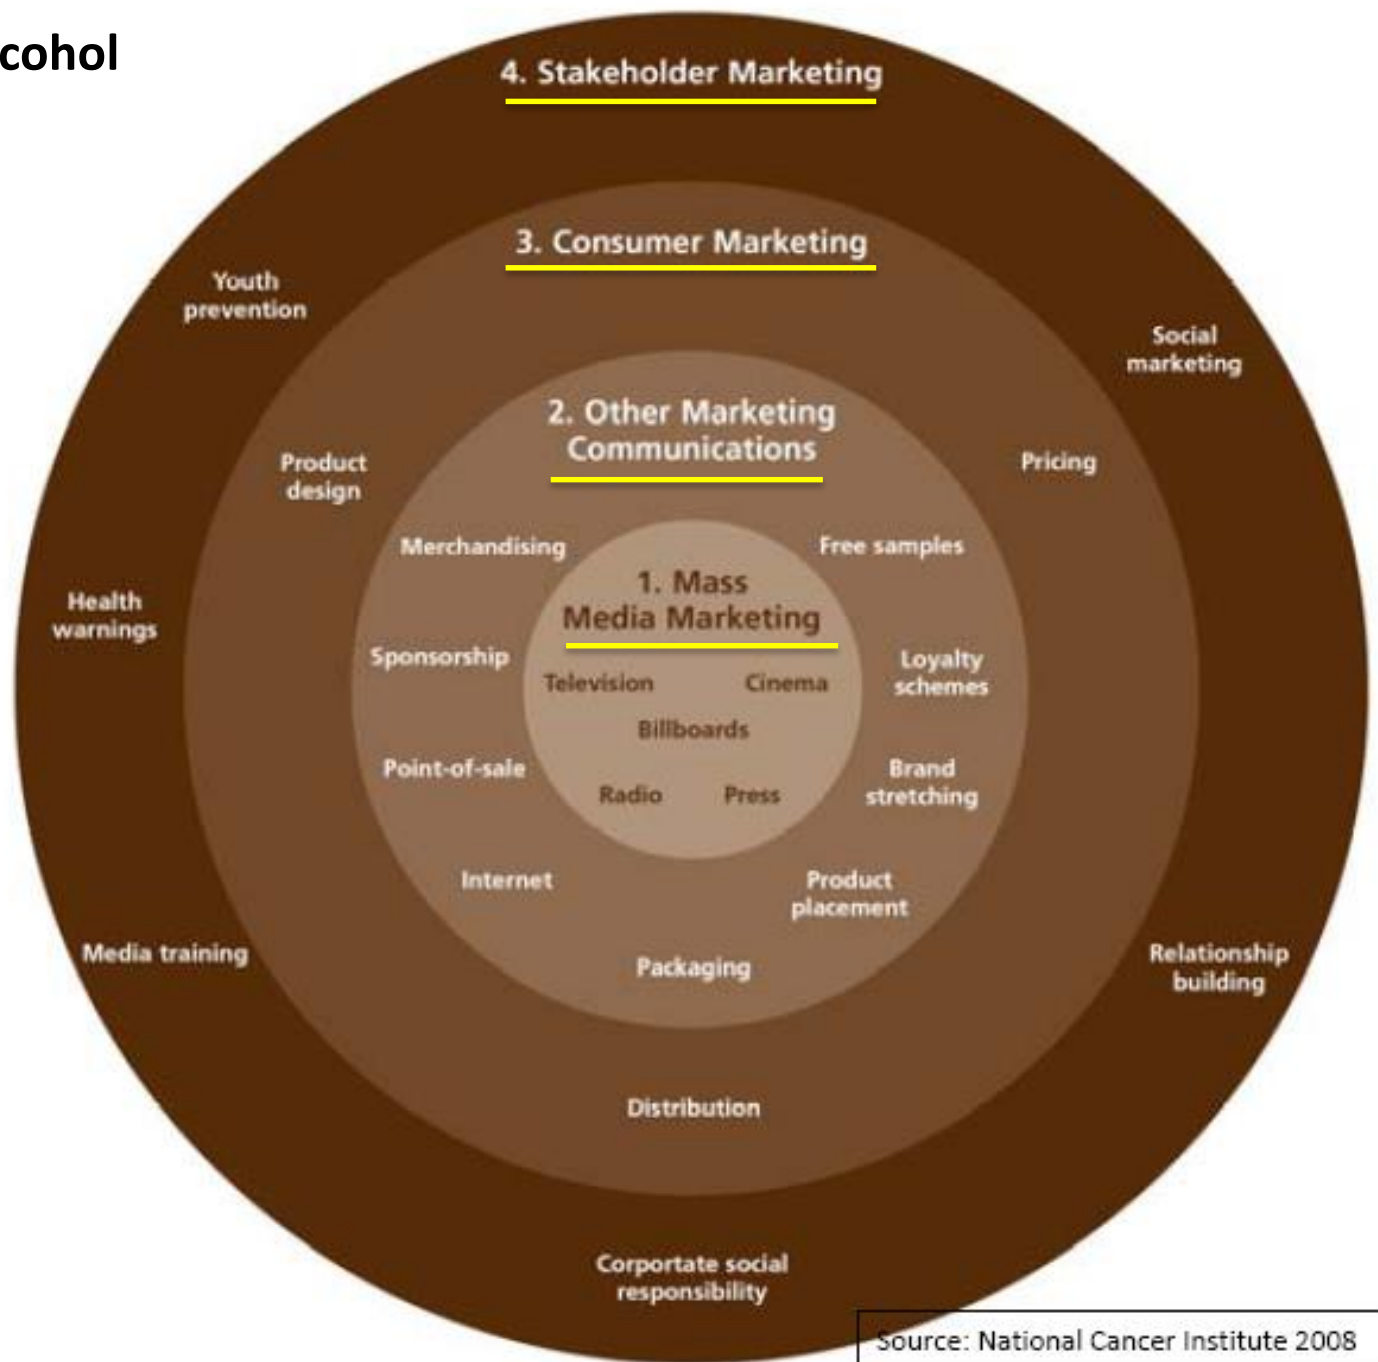 cohol
4. Stakeholder Marketing
3. Consumer Marketing
Youth
prevention
Social
marketing
2. Other Marketing
Communications
Product
design
Pricing
Merchandising
Free samples
1. Mass
Media Marketing
Health
warnings
Sponsorship
Loyalty
schemes
Television
Cinema
Billboards
Point-of-sale
Brand
stretching
Radio
Press
Internet
Product
placement
Media training
Packaging
Relationship
building
Distribution
Corportate social
responsibility
Source: National Cancer Institute 2008